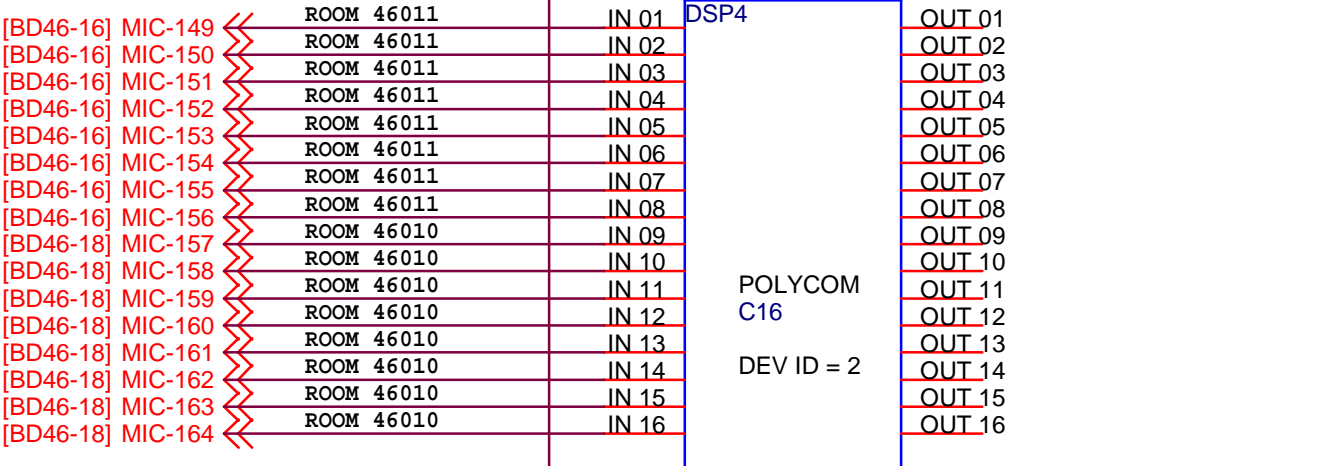 [BD46-16] MIC-149 ROOM 46011 IN 01 DSP4 OUT 01
[BD46-16] MIC-150 ROOM 46011 IN 02 OUT 02
[BD46-16] MIC-151 ROOM 46011 IN 03 OUT 03
[BD46-16] MIC-152 ROOM 46011 IN 04 OUT 04
[BD46-16] MIC-153 ROOM 46011 IN 05 OUT 05
[BD46-16] MIC-154 ROOM 46011 IN 06 OUT 06
[BD46-16] MIC-155 ROOM 46011 IN 07 OUT 07
[BD46-16] MIC-156 ROOM 46011 IN 08 OUT 08
[BD46-18] MIC-157 ROOM 46010 IN 09 OUT 09
[BD46-18] MIC-158 ROOM 46010 IN 10 OUT 10
[BD46-18] MIC-159 ROOM 46010 IN 11 POLYCOM OUT 11
[BD46-18] MIC-160 ROOM 46010 IN 12 C16 OUT 12
[BD46-18] MIC-161 ROOM 46010 IN 13 OUT 13
[BD46-18] MIC-162 ROOM 46010 IN 14 DEV ID = 2 OUT 14
[BD46-18] MIC-163 ROOM 46010 IN 15 OUT 15
[BD46-18] MIC-164 ROOM 46010 IN 16 OUT 16